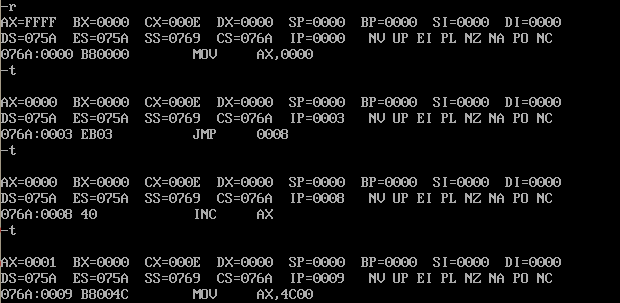 -r
AX=FFFF BX=0000 CX=000E DX=0000 SP=0000 BP=0000 SI=0000 DI=0000
DS=075A ES=075A SS=0769 CS=076A IP=0000 NV UP EI PL NZ NA PO NC
076A:0000 B80000 MOV AX,0000
-t
AX=0000 BX=0000 CX=000E DX=0000 SP=0000 BP=0000 SI=0000 DI=0000
DS=075A ES=075A SS=0769 CS=076A IP=0003 NV UP EI PL NZ NA PO NC
076A:0003 EB03 JMP 0008
-t
AX=0000 BX=0000 CX=000E DX=0000 SP=0000 BP=0000 SI=0000 DI=0000
DS=075A ES=075A SS=0769 CS=076A IP=0008 NV UP EI PL NZ NA PO NC
076A:0008 40 INC AX
-t
AX=0001 BX=0000 CX=000E DX=0000 SP=0000 BP=0000 SI=0000 DI=0000
DS=075A ES=075A SS=0769 CS=076A IP=0009 NV UP EI PL NZ NA PO NC
076A:0009 B8004C MOV AX,4C00